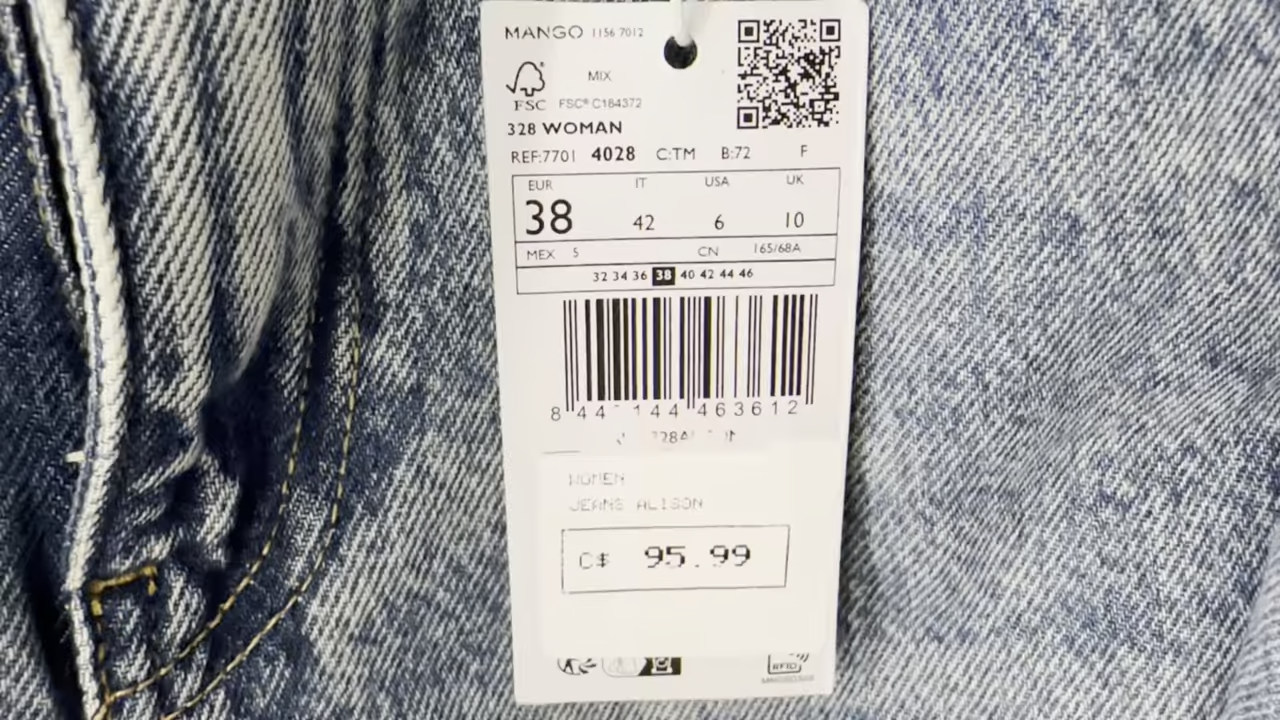 MANGO 1156 7012
MIX
FSC FSC® C184372
328 WOMAN
REF:7701 4028 C:TM B:72 F
EUR IT USA UK
38 42 6 10
MEX 5 CN 165/68A
32 34 36 38 40 42 44 46
463612
WOMEN
JEANS ALISON
C$ 95.99
RFID